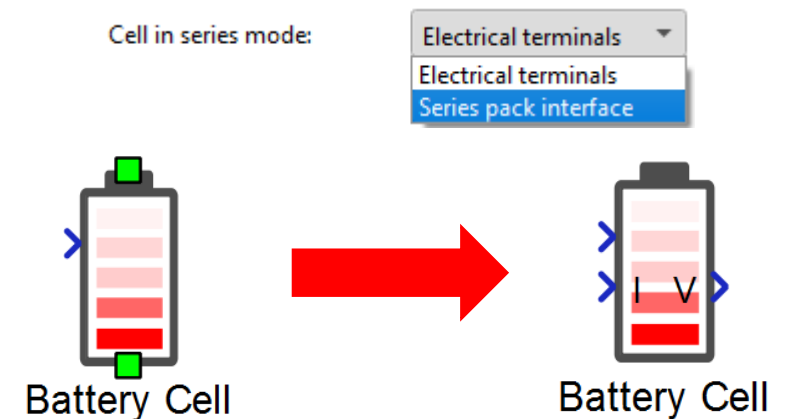 Cell in series mode:
Electrical terminals
Electrical terminals
Series pack interface
I V
Battery Cell
Battery Cell